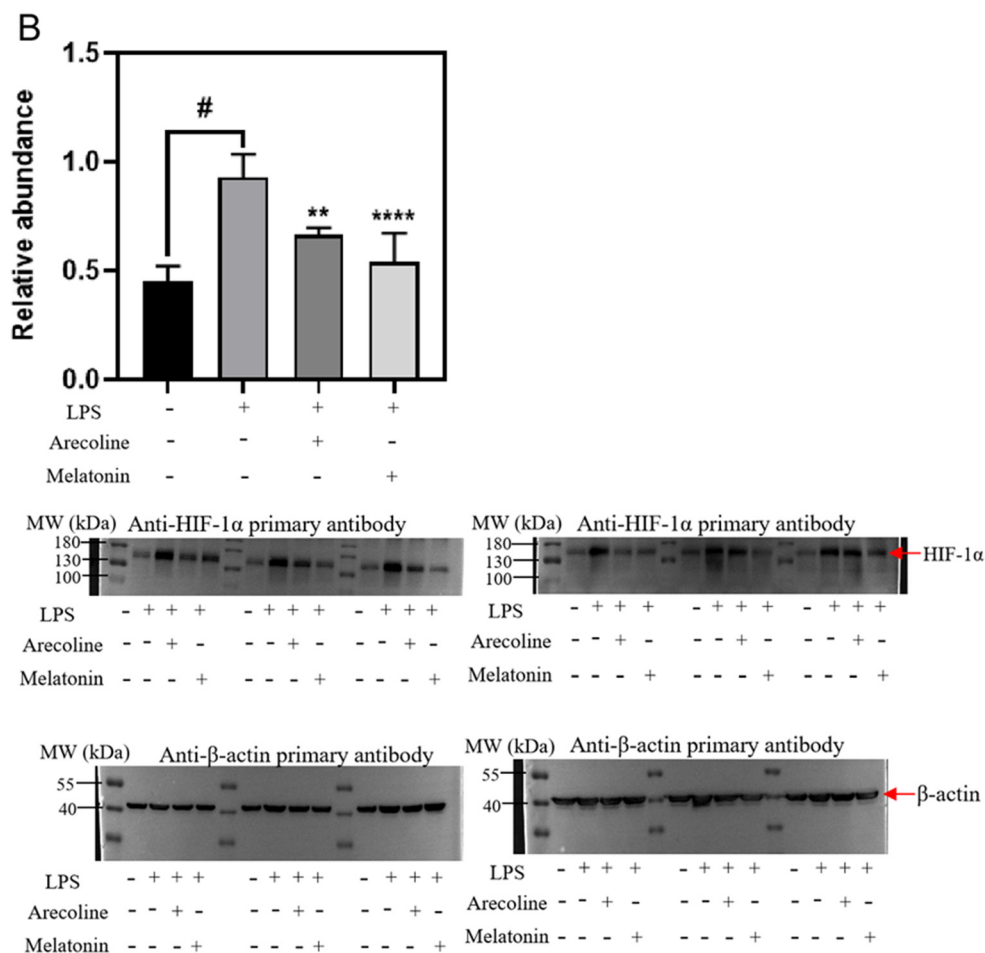 B
1.5
1.0
0.5
0.0
Relative abundance
#
**
****
LPS - + + +
Arecoline - - + -
Melatonin - - - +
MW (kDa) Anti-HIF-1α primary antibody
180
130
100
LPS - + + + - + + + - + + +
Arecoline - - + - - - + - - - + -
Melatonin - - - + - - - + - - - +
MW (kDa) Anti-HIF-1α primary antibody
180
130
100
HIF-1α
LPS - + + + - + + + - + + +
Arecoline - - + - - - + - - - + -
Melatonin - - - + - - - + - - - +
MW (kDa) Anti-β-actin primary antibody
55
40
LPS - + + + - + + + - + + +
Arecoline - - + - - - + - - - + -
Melatonin - - - + - - - + - - - +
MW (kDa) Anti-β-actin primary antibody
55
40
β-actin
LPS - + + + - + + + - + + +
Arecoline - - + - - - + - - - + -
Melatonin - - - + - - - + - - - +